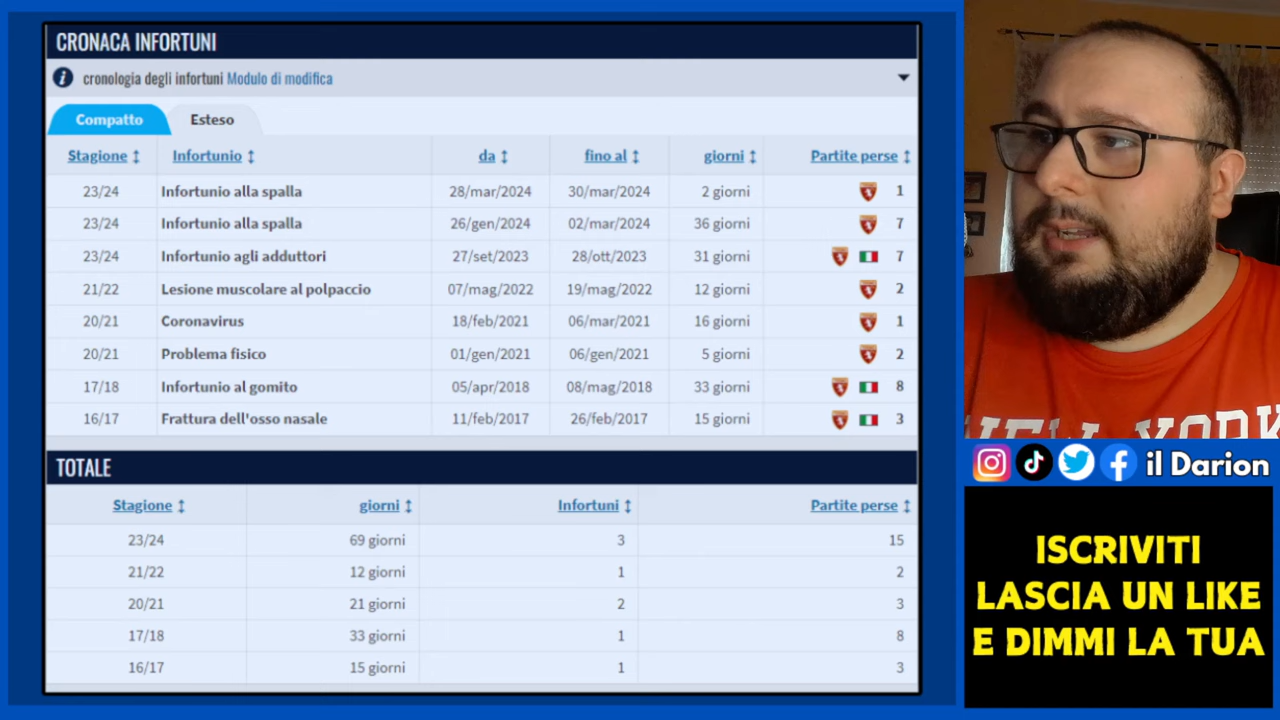 CRONACA INFORTUNI
cronologia degli infortuni Modulo di modifica
Compatto Esteso
Stagione Infortunio da fino al giorni Partite perse
23/24 Infortunio alla spalla 28/mar/2024 30/mar/2024 2 giorni 1
23/24 Infortunio alla spalla 26/gen/2024 02/mar/2024 36 giorni 7
23/24 Infortunio agli adduttori 27/set/2023 28/ott/2023 31 giorni 7
21/22 Lesione muscolare al polpaccio 07/mag/2022 19/mag/2022 12 giorni 2
20/21 Coronavirus 18/feb/2021 06/mar/2021 16 giorni 1
20/21 Problema fisico 01/gen/2021 06/gen/2021 5 giorni 2
17/18 Infortunio al gomito 05/apr/2018 08/mag/2018 33 giorni 8
16/17 Frattura dell'osso nasale 11/feb/2017 26/feb/2017 15 giorni 3
TOTALE
Stagione giorni Infortuni Partite perse
23/24 69 giorni 3 15
21/22 12 giorni 1 2
20/21 21 giorni 2 3
17/18 33 giorni 1 8
16/17 15 giorni 1 3
NEW YORK
il Darion
ISCRIVITI
LASCIA UN LIKE
E DIMMI LA TUA